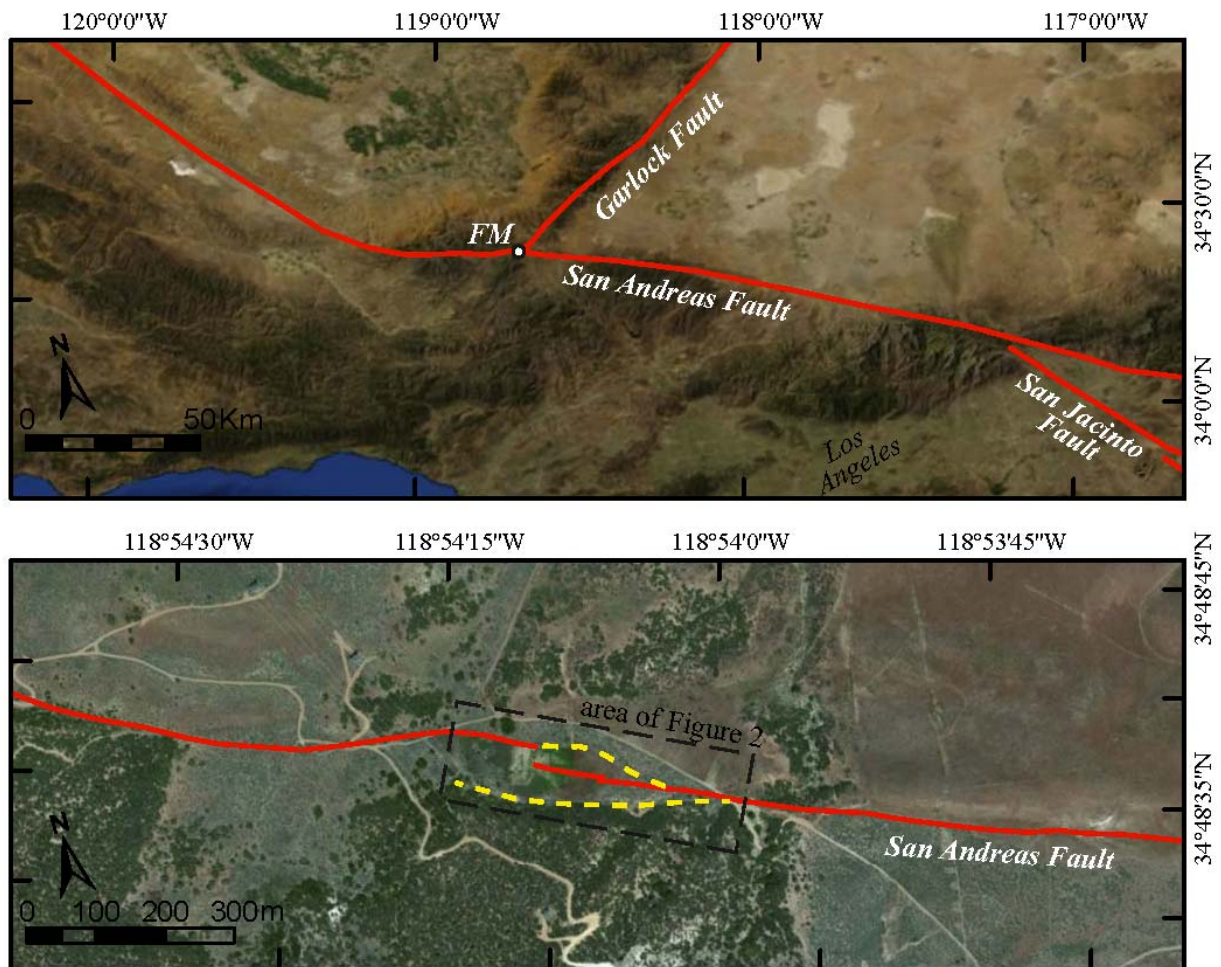 120°0'0"W 119°0'0"W 118°0'0"W 117°0'0"W
Garlock Fault
34°30'0"N
FM
San Andreas Fault
N
0 50Km
San Jacinto
Fault
34°0'0"N
Los
Angeles
118°54'30"W 118°54'15"W 118°54'0"W 118°53'45"W
34°48'45"N
area of Figure 2
34°48'35"N
San Andreas Fault
N
0 100 200 300m